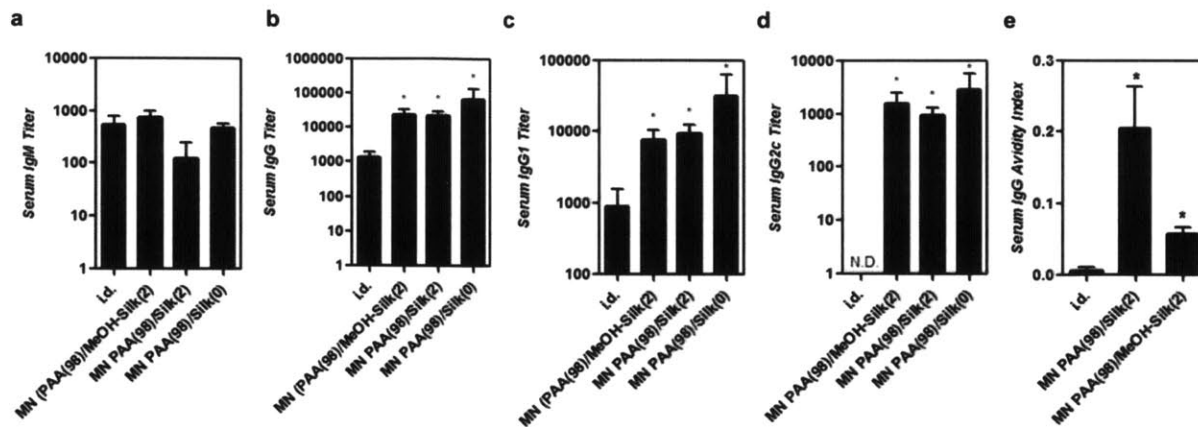 a
Serum IgM Titer
10000
1000
100
10
1
i.d.
MN (PAA(98)/MeOH-Silk(2)
MN PAA(98)/Silk(2)
MN PAA(98)/Silk(0)
b
Serum IgG Titer
1000000
100000
10000
1000
100
10
1
* * *
i.d.
MN (PAA(98)/MeOH-Silk(2)
MN PAA(98)/Silk(2)
MN PAA(98)/Silk(0)
c
Serum IgG1 Titer
100000
10000
1000
100
* * *
i.d.
MN (PAA(98)/MeOH-Silk(2)
MN PAA(98)/Silk(2)
MN PAA(98)/Silk(0)
d
Serum IgG2c Titer
10000
1000
100
10
1
N.D.
* * *
i.d.
MN PAA(98)/MeOH-Silk(2)
MN PAA(98)/Silk(2)
MN PAA(98)/Silk(0)
e
Serum IgG Avidity Index
0.3
0.2
0.1
0.0
* *
i.d.
MN PAA(98)/Silk(2)
MN PAA(98)/MeOH-Silk(2)